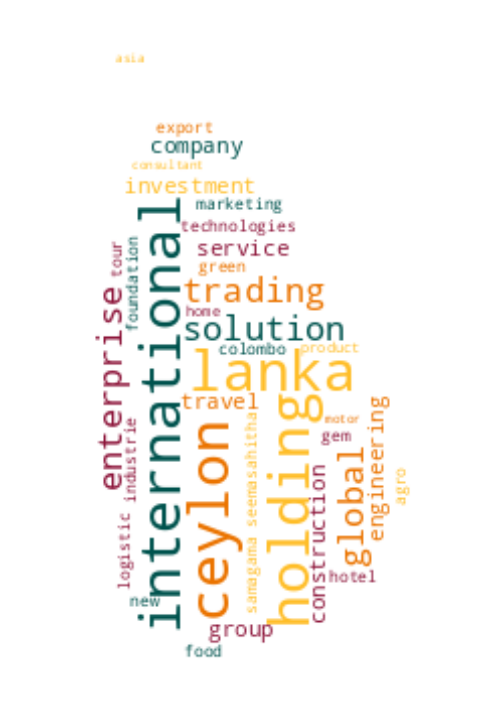 asia
export
company
consultant
investment
marketing
international
technologies
tour
foundation
service
green
trading
enterprise
home
solution
colombo
product
lanka
travel
holding
engineering
motor
samagama seemasahitha
industrie
ceylon
gem
global
construction
agro
logistic
hotel
new
group
food